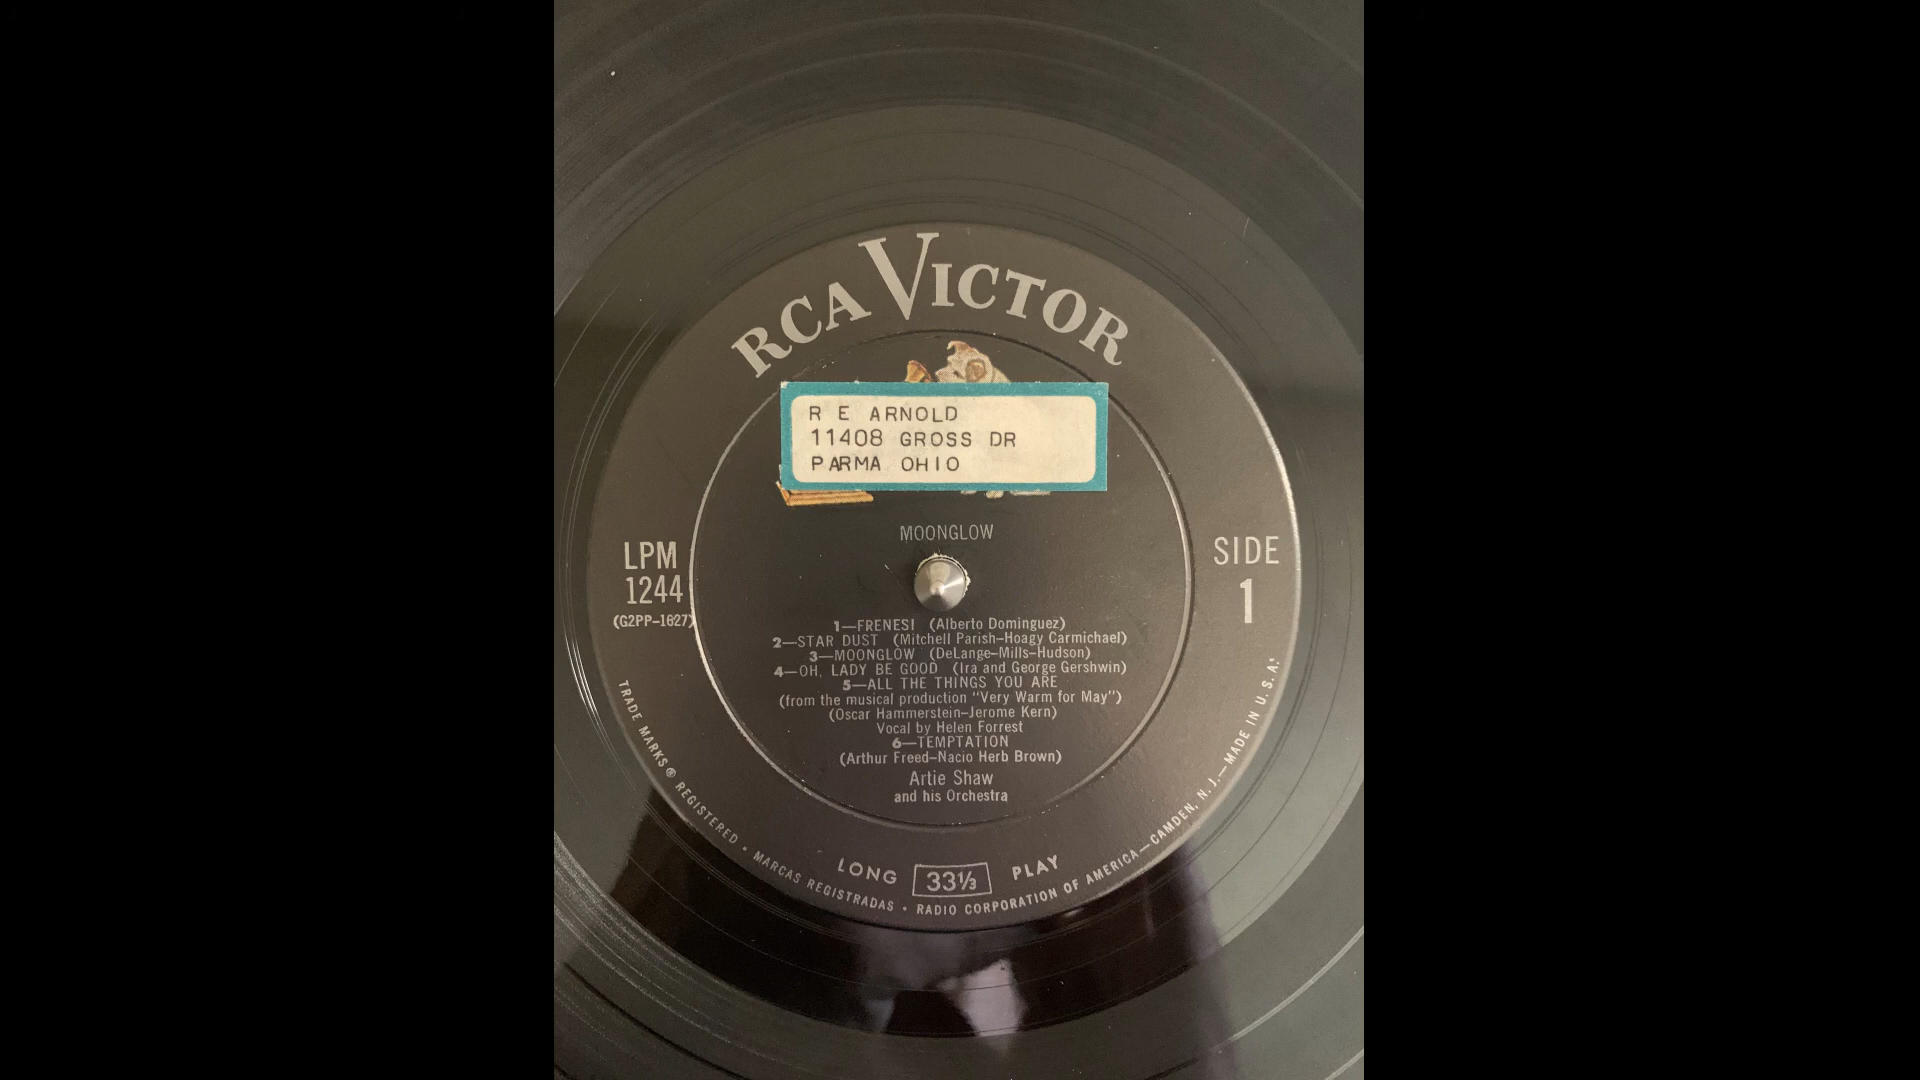 RCA VICTOR
R E ARNOLD
11408 GROSS DR
PARMA OHIO
MOONGLOW
LPM
1244
(G2PP-1627)
SIDE
1
1—FRENESI (Alberto Dominguez)
2—STAR DUST (Mitchell Parish–Hoagy Carmichael)
3—MOONGLOW (DeLange–Mills–Hudson)
4—OH, LADY BE GOOD (Ira and George Gershwin)
5—ALL THE THINGS YOU ARE
(from the musical production "Very Warm for May")
(Oscar Hammerstein–Jerome Kern)
Vocal by Helen Forrest
6—TEMPTATION
(Arthur Freed–Nacio Herb Brown)
Artie Shaw
and his Orchestra
LONG 33⅓ PLAY
TRADE MARKS ® REGISTERED • MARCAS REGISTRADAS • RADIO CORPORATION OF AMERICA—CAMDEN, N. J.—MADE IN U. S. A.